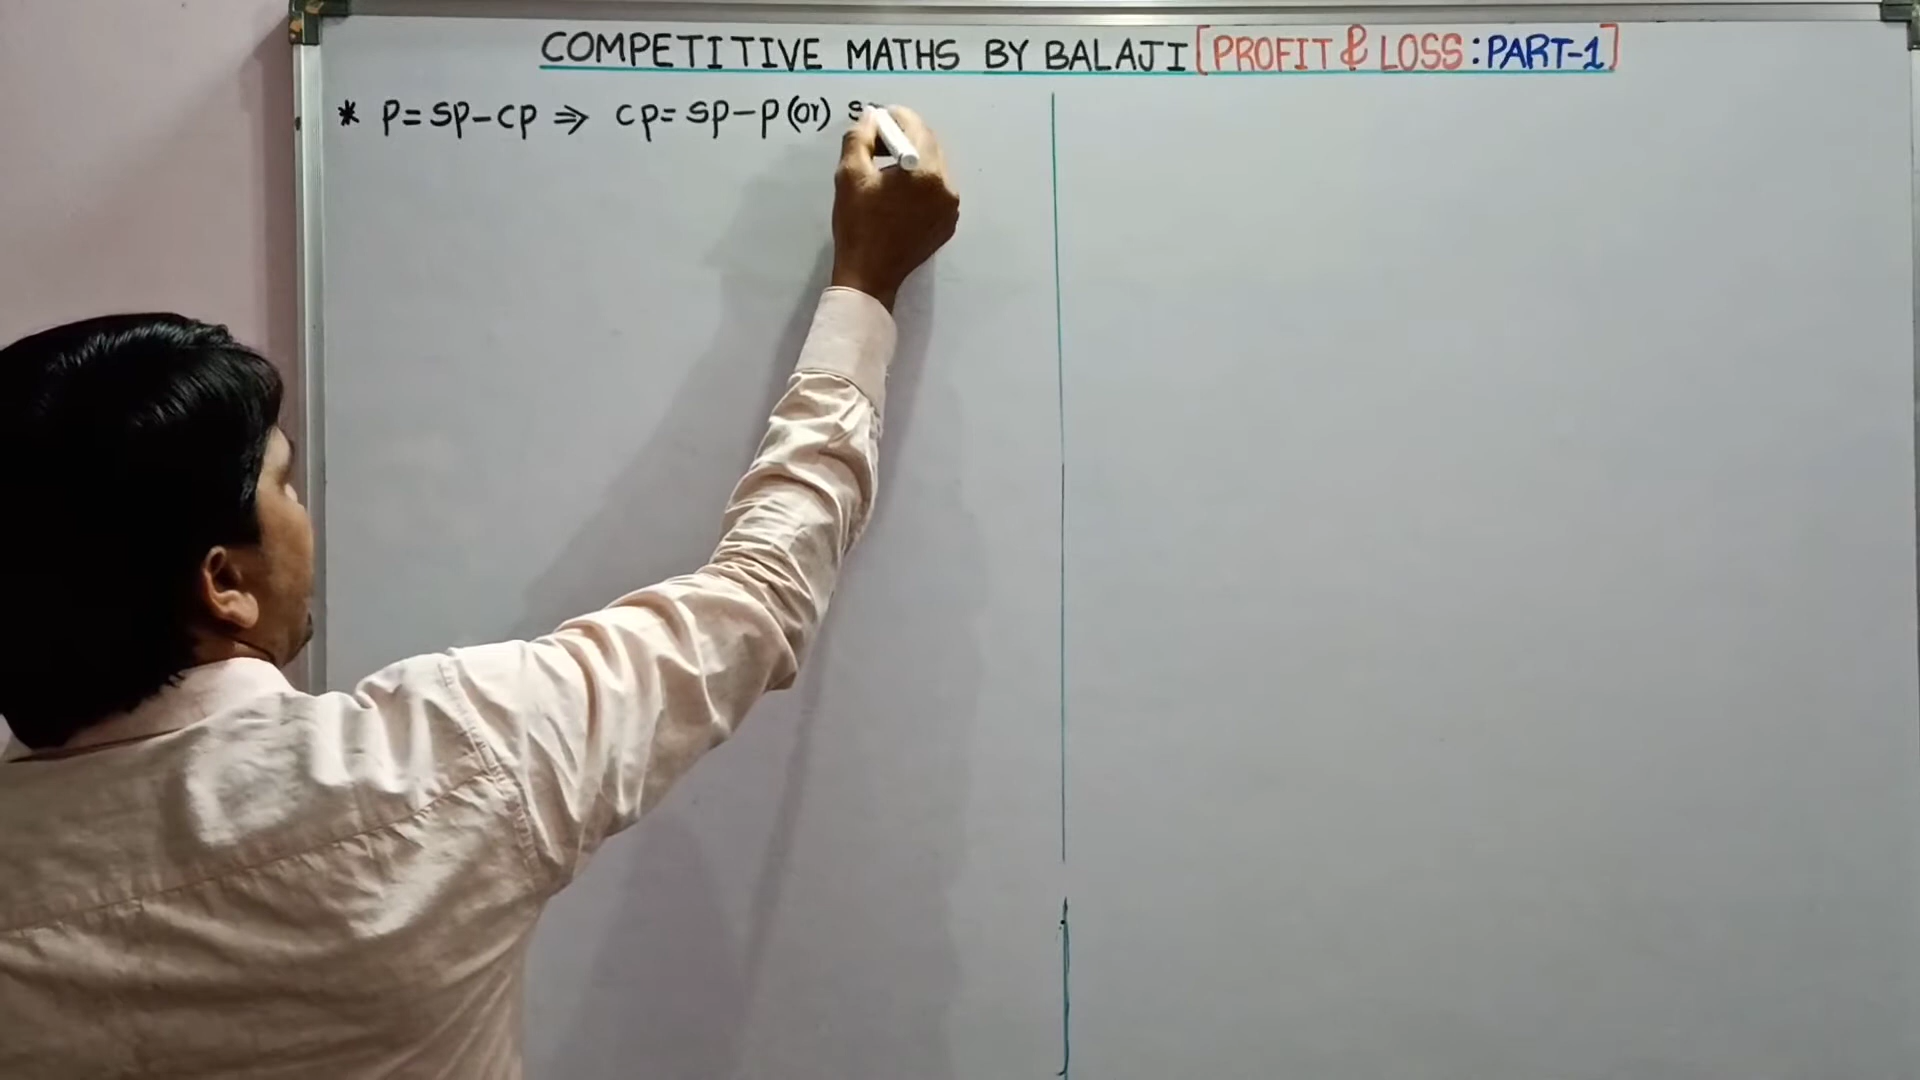 COMPETITIVE MATHS BY BALAJI [PROFIT & LOSS: PART-1]
* P=SP-CP ⇒ CP=SP-P (or)